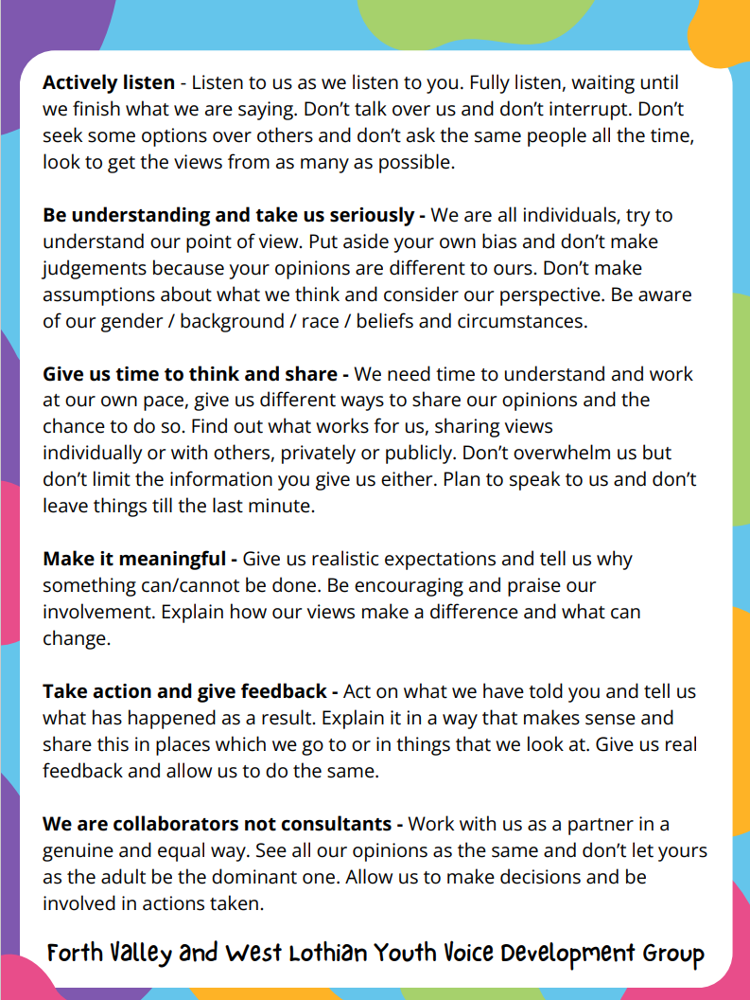 Actively listen - Listen to us as we listen to you. Fully listen, waiting until
we finish what we are saying. Don’t talk over us and don’t interrupt. Don’t
seek some options over others and don’t ask the same people all the time,
look to get the views from as many as possible.
Be understanding and take us seriously - We are all individuals, try to
understand our point of view. Put aside your own bias and don’t make
judgements because your opinions are different to ours. Don’t make
assumptions about what we think and consider our perspective. Be aware
of our gender / background / race / beliefs and circumstances.
Give us time to think and share - We need time to understand and work
at our own pace, give us different ways to share our opinions and the
chance to do so. Find out what works for us, sharing views
individually or with others, privately or publicly. Don’t overwhelm us but
don’t limit the information you give us either. Plan to speak to us and don’t
leave things till the last minute.
Make it meaningful - Give us realistic expectations and tell us why
something can/cannot be done. Be encouraging and praise our
involvement. Explain how our views make a difference and what can
change.
Take action and give feedback - Act on what we have told you and tell us
what has happened as a result. Explain it in a way that makes sense and
share this in places which we go to or in things that we look at. Give us real
feedback and allow us to do the same.
We are collaborators not consultants - Work with us as a partner in a
genuine and equal way. See all our opinions as the same and don’t let yours
as the adult be the dominant one. Allow us to make decisions and be
involved in actions taken.
Forth Valley and West Lothian Youth Voice Development Group